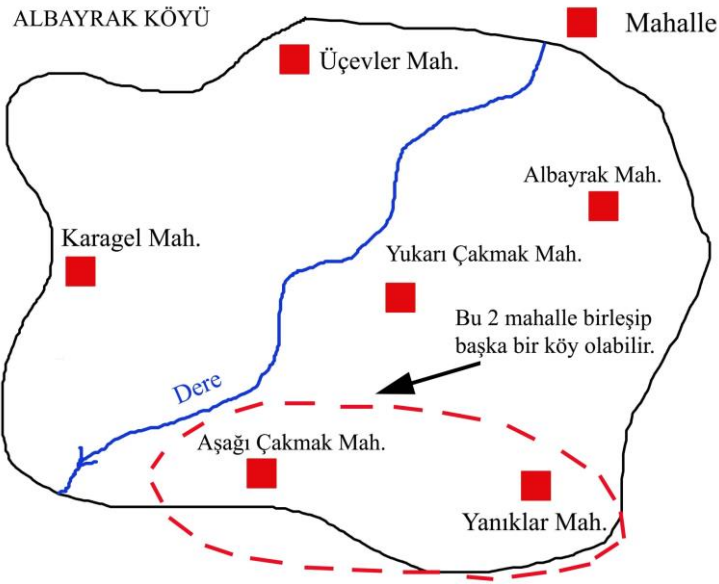 ALBAYRAK KÖYÜ
Mahalle
Üçevler Mah.
Albayrak Mah.
Karagel Mah.
Yukarı Çakmak Mah.
Bu 2 mahalle birleşip
başka bir köy olabilir.
Dere
Aşağı Çakmak Mah.
Yanıklar Mah.